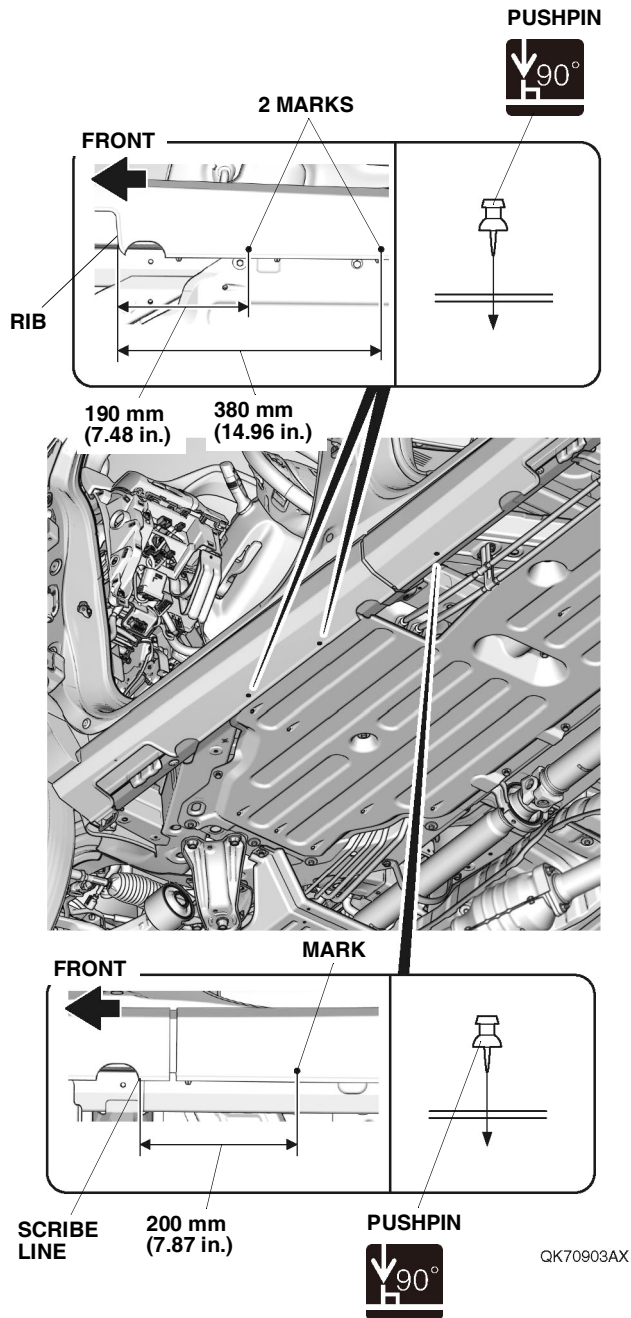 PUSHPIN
90°
2 MARKS
FRONT
RIB
190 mm
(7.48 in.)
380 mm
(14.96 in.)
MARK
FRONT
SCRIBE
LINE
200 mm
(7.87 in.)
PUSHPIN
90°
QK70903AX